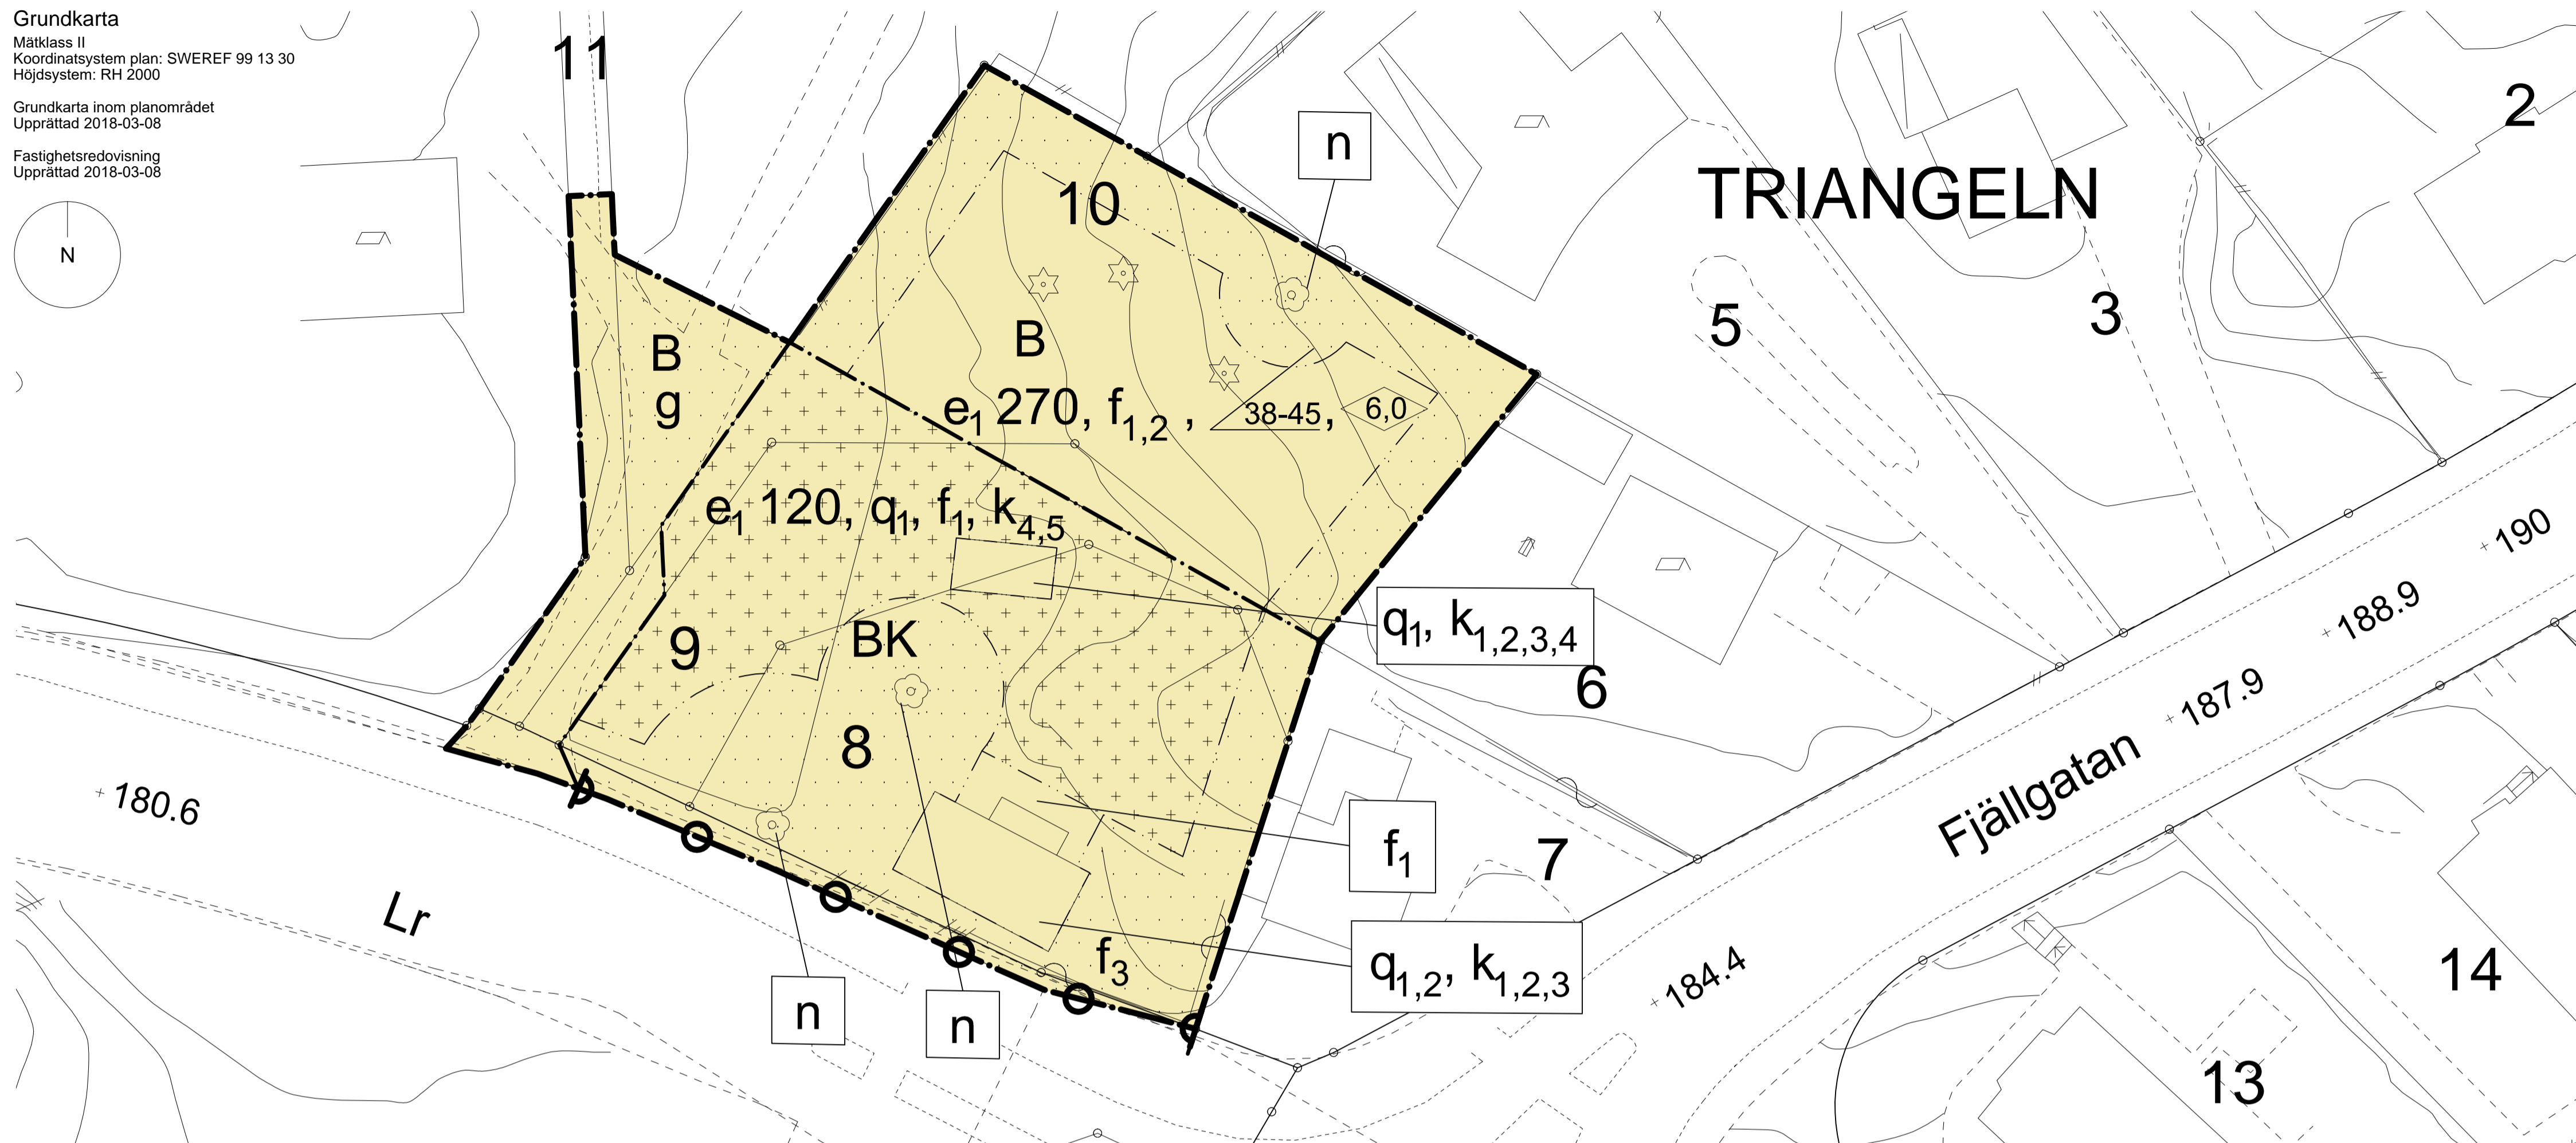 Grundkarta
Mätklass II
Koordinatsystem plan: SWEREF 99 13 30
Höjdsystem: RH 2000
Grundkarta inom planområdet
Upprättad 2018-03-08
Fastighetsredovisning
Upprättad 2018-03-08
N
11
2
n
10
TRIANGELN
5
3
B
g
B
e1 270, f1,2 , 38-45, 6,0
e1 120, q1, f1, k4,5
190
188.9
187.9
q1, k1,2,3,4
9
BK
6
8
180.6
Fjällgatan
f1
7
Lr
f3
q1,2, k1,2,3
184.4
14
n
n
13